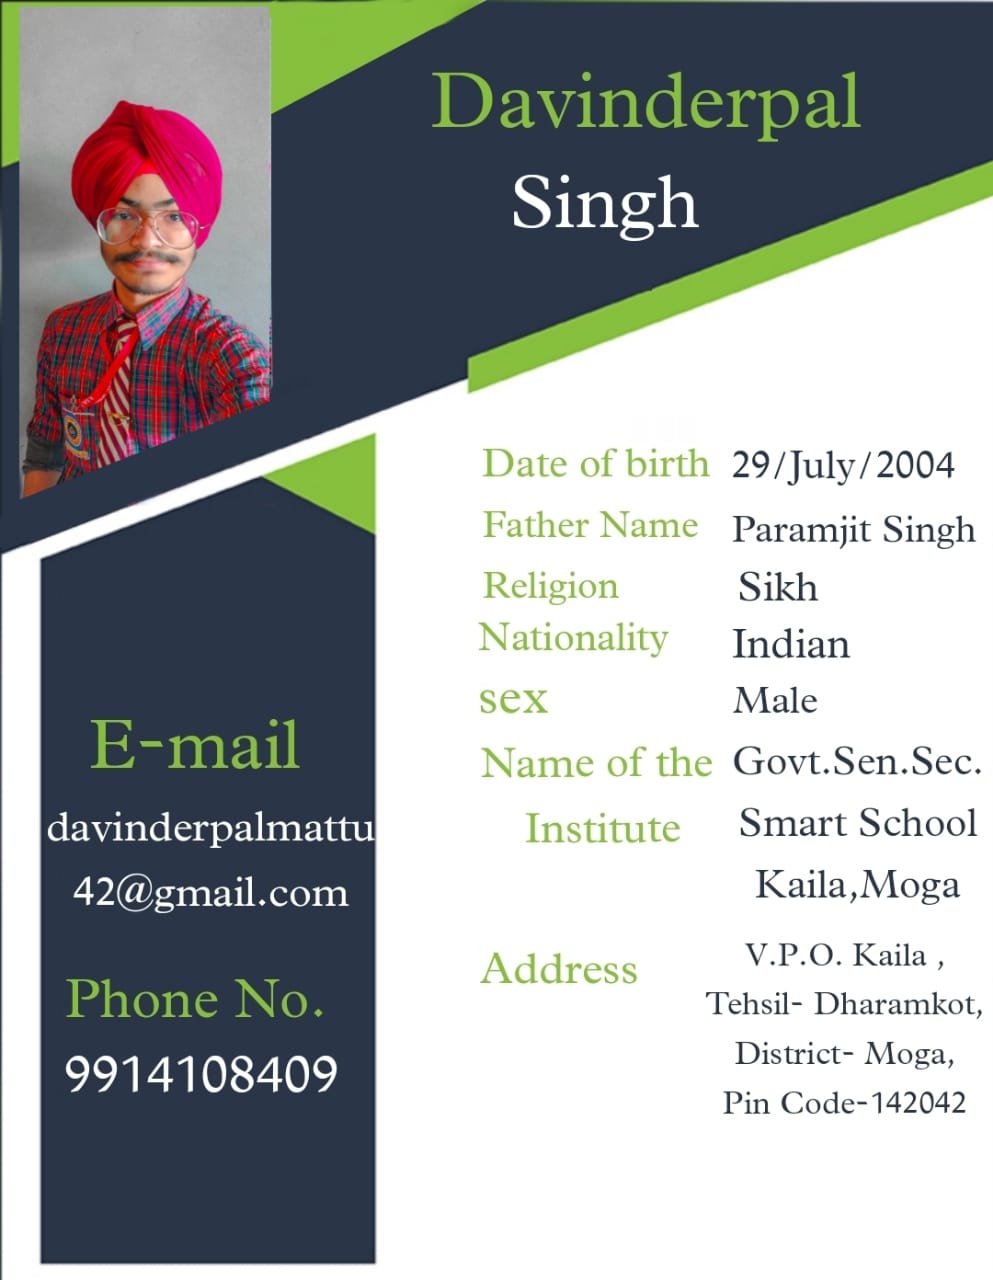 Davinderpal
Singh
Date of birth 29/July/2004
Father Name Paramjit Singh
Religion Sikh
Nationality Indian
sex Male
Name of the Govt.Sen.Sec.
Institute Smart School
Kaila,Moga
Address V.P.O. Kaila ,
Tehsil- Dharamkot,
District- Moga,
Pin Code-142042
E-mail
davinderpalmattu
42@gmail.com
Phone No.
9914108409